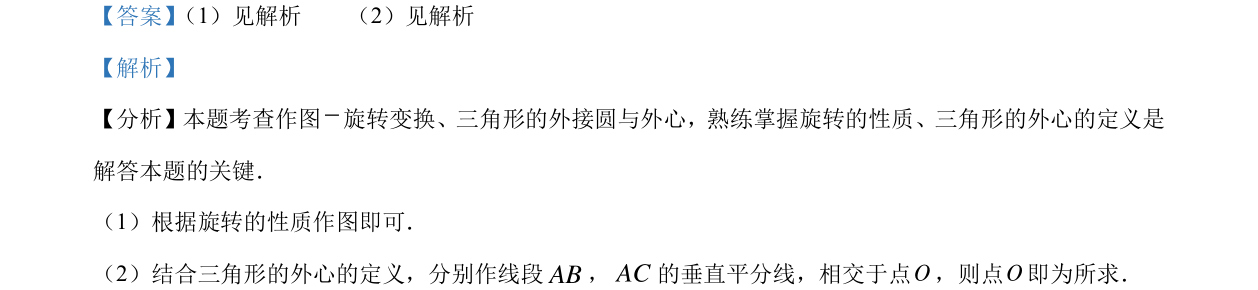 【答案】（1）见解析　　（2）见解析
【解析】
【分析】本题考查作图－旋转变换、三角形的外接圆与外心，熟练掌握旋转的性质、三角形的外心的定义是
解答本题的关键．
（1）根据旋转的性质作图即可．
（2）结合三角形的外心的定义，分别作线段 AB ， AC 的垂直平分线，相交于点O，则点O即为所求．